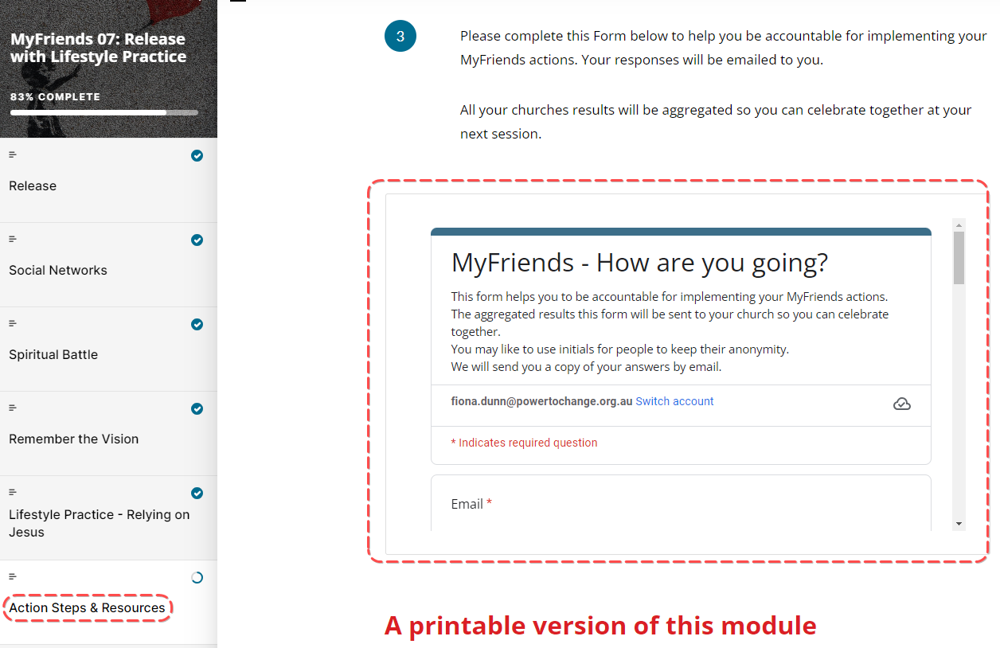 MyFriends 07: Release
with Lifestyle Practice
83% COMPLETE
Release
Social Networks
Spiritual Battle
Remember the Vision
Lifestyle Practice - Relying on
Jesus
Action Steps & Resources
3
Please complete this Form below to help you be accountable for implementing your
MyFriends actions. Your responses will be emailed to you.
All your churches results will be aggregated so you can celebrate together at your
next session.
MyFriends - How are you going?
This form helps you to be accountable for implementing your MyFriends actions.
The aggregated results this form will be sent to your church so you can celebrate
together.
You may like to use initials for people to keep their anonymity.
We will send you a copy of your answers by email.
fiona.dunn@powertochange.org.au Switch account
* Indicates required question
Email *
A printable version of this module